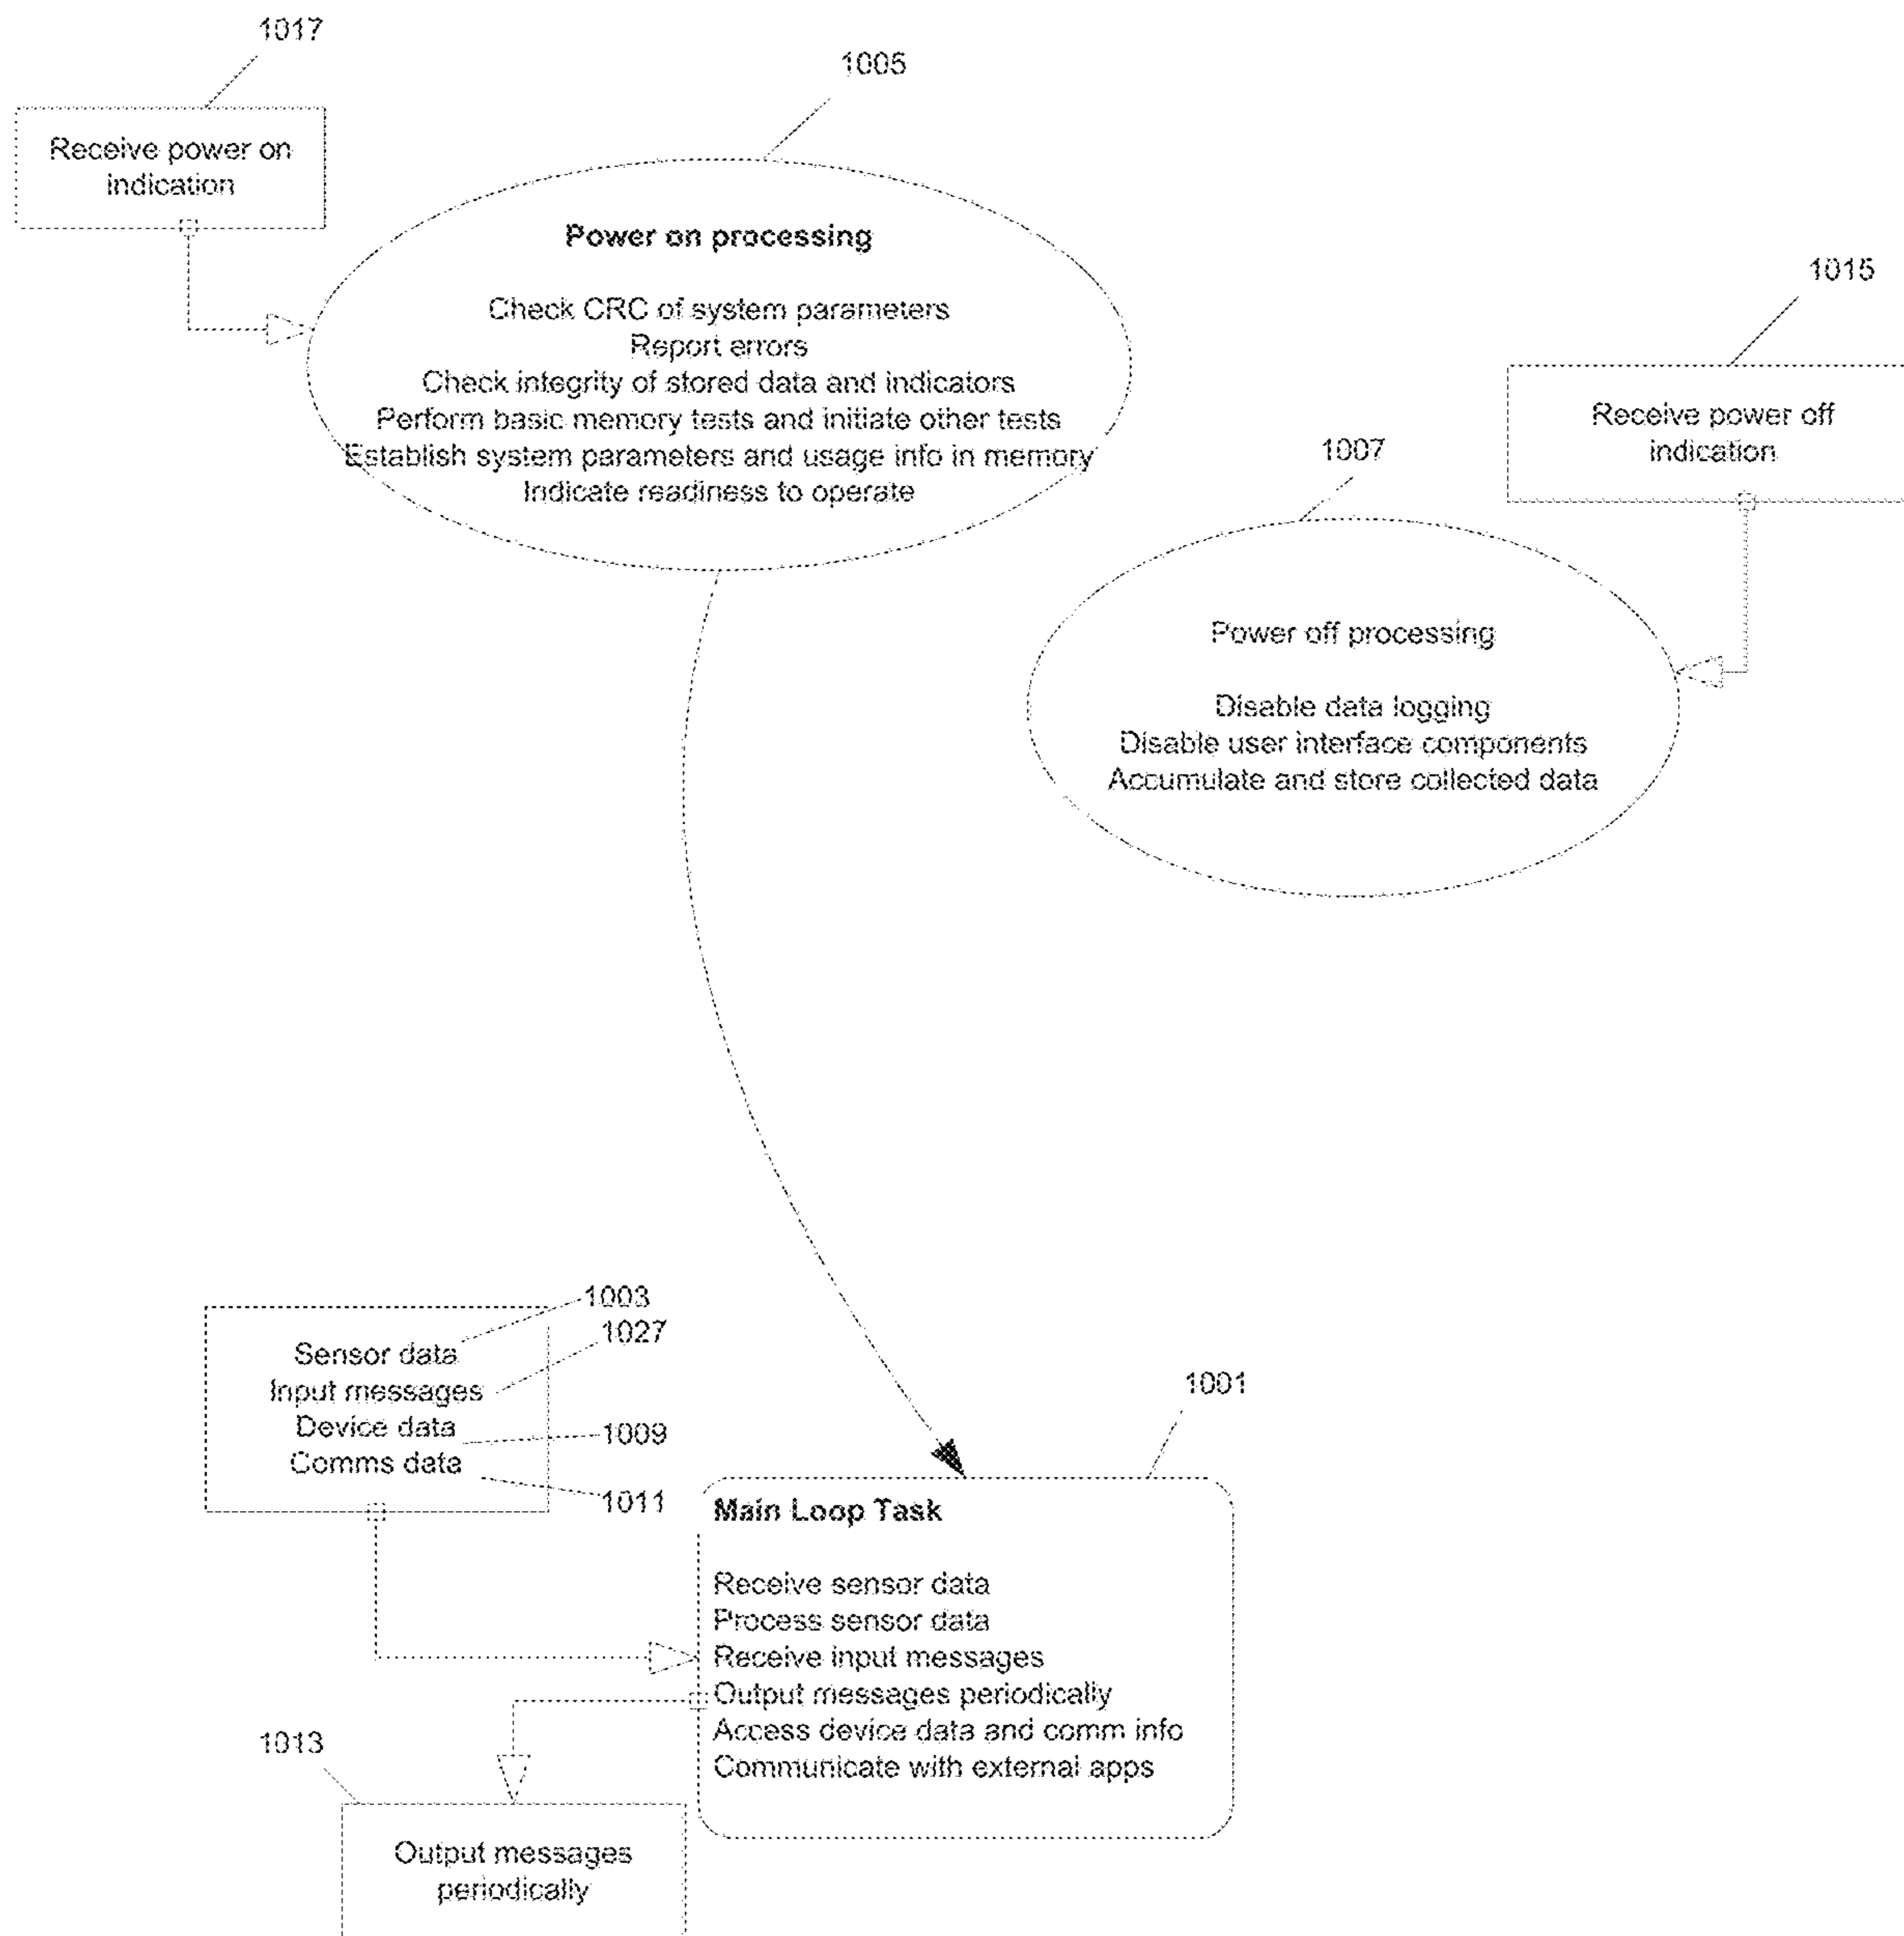 1017
Receive power on
indication
1005
Power on processing
Check CRC of system parameters
Report errors
Check integrity of stored data and indicators
Perform basic memory tests and initiate other tests
Establish system parameters and usage info in memory
Indicate readiness to operate
1015
Receive power off
indication
1007
Power off processing
Disable data logging
Disable user interface components
Accumulate and store collected data
1003
Sensor data
1027
Input messages
Device data
1009
Comms data
1011
1001
Main Loop Task
Receive sensor data
Process sensor data
Receive input messages
Output messages periodically
Access device data and comm info
Communicate with external apps
1013
Output messages
periodically